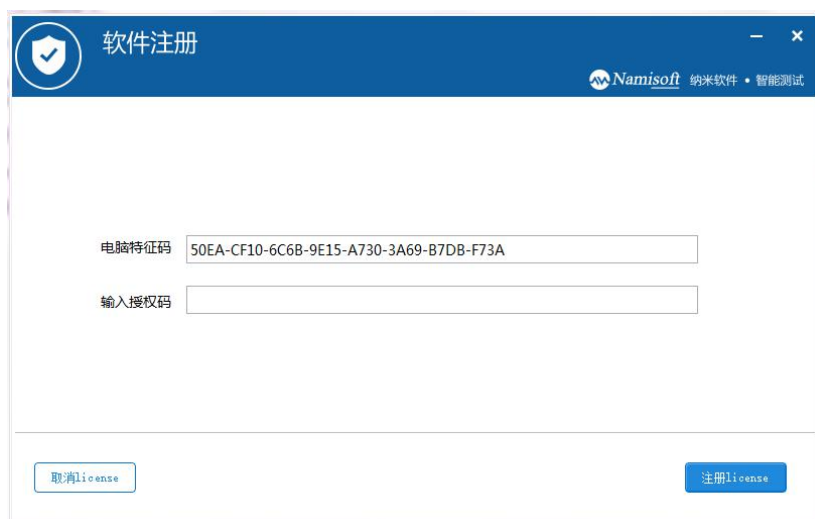 软件注册
Namisoft 纳米软件 • 智能测试
电脑特征码 50EA-CF10-6C6B-9E15-A730-3A69-B7DB-F73A
输入授权码
取消license 注册license